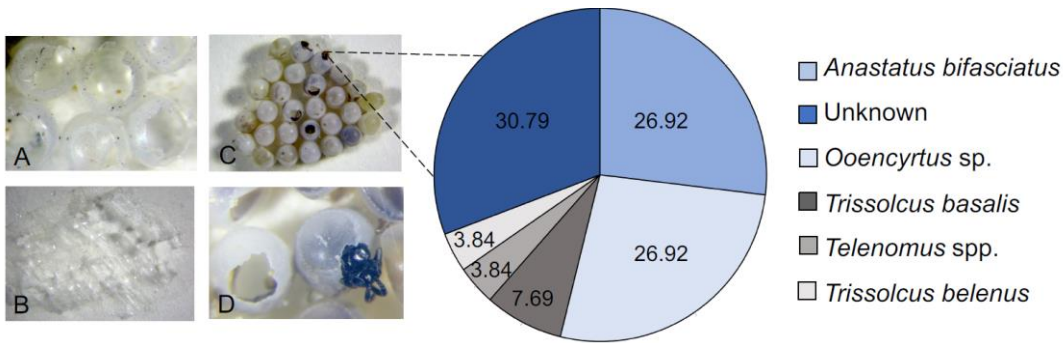 A
C
B
D
30.79
26.92
3.84
3.84
7.69
26.92
Anastatus bifasciatus
Unknown
Ooencyrtus sp.
Trissolcus basalis
Telenomus spp.
Trissolcus belenus